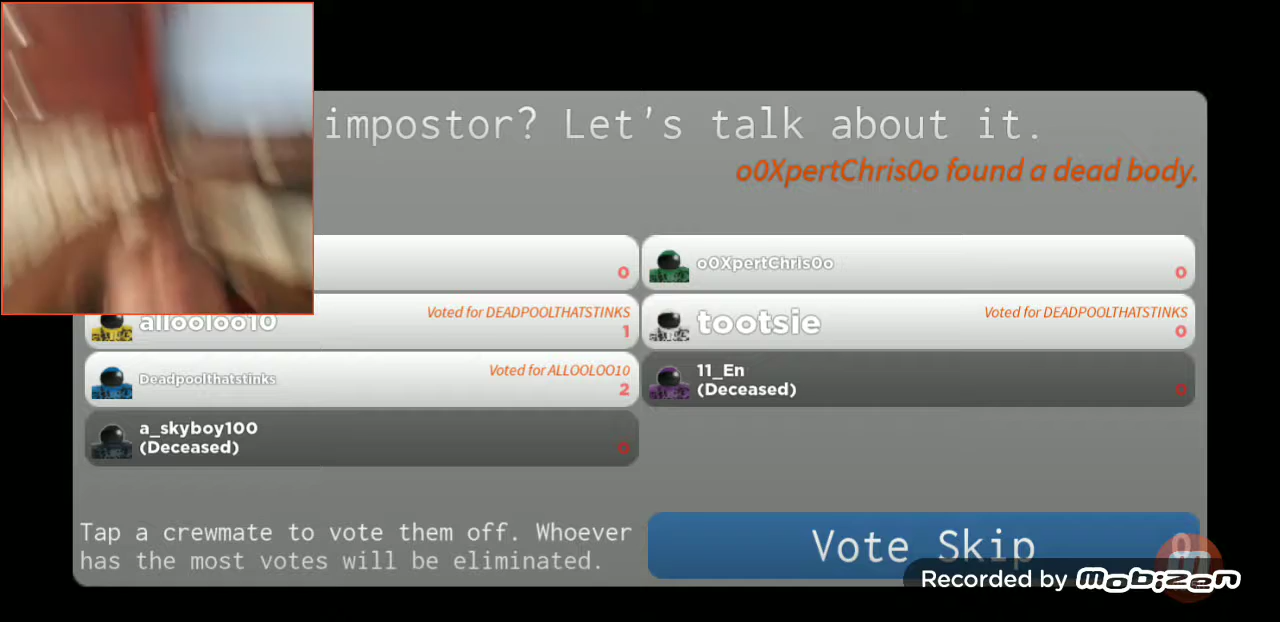 impostor? Let's talk about it.
o0XpertChris0o found a dead body.
0
o0XpertChris0o
0
allooloo10
Voted for DEADPOOLTHATSTINKS
1
tootsie
Voted for DEADPOOLTHATSTINKS
0
Deadpoolthatstinks
Voted for ALLOOLOO10
2
11_En
(Deceased)
0
a_skyboy100
(Deceased)
0
Tap a crewmate to vote them off. Whoever
has the most votes will be eliminated.
Vote Skip
0
Recorded by mobizen